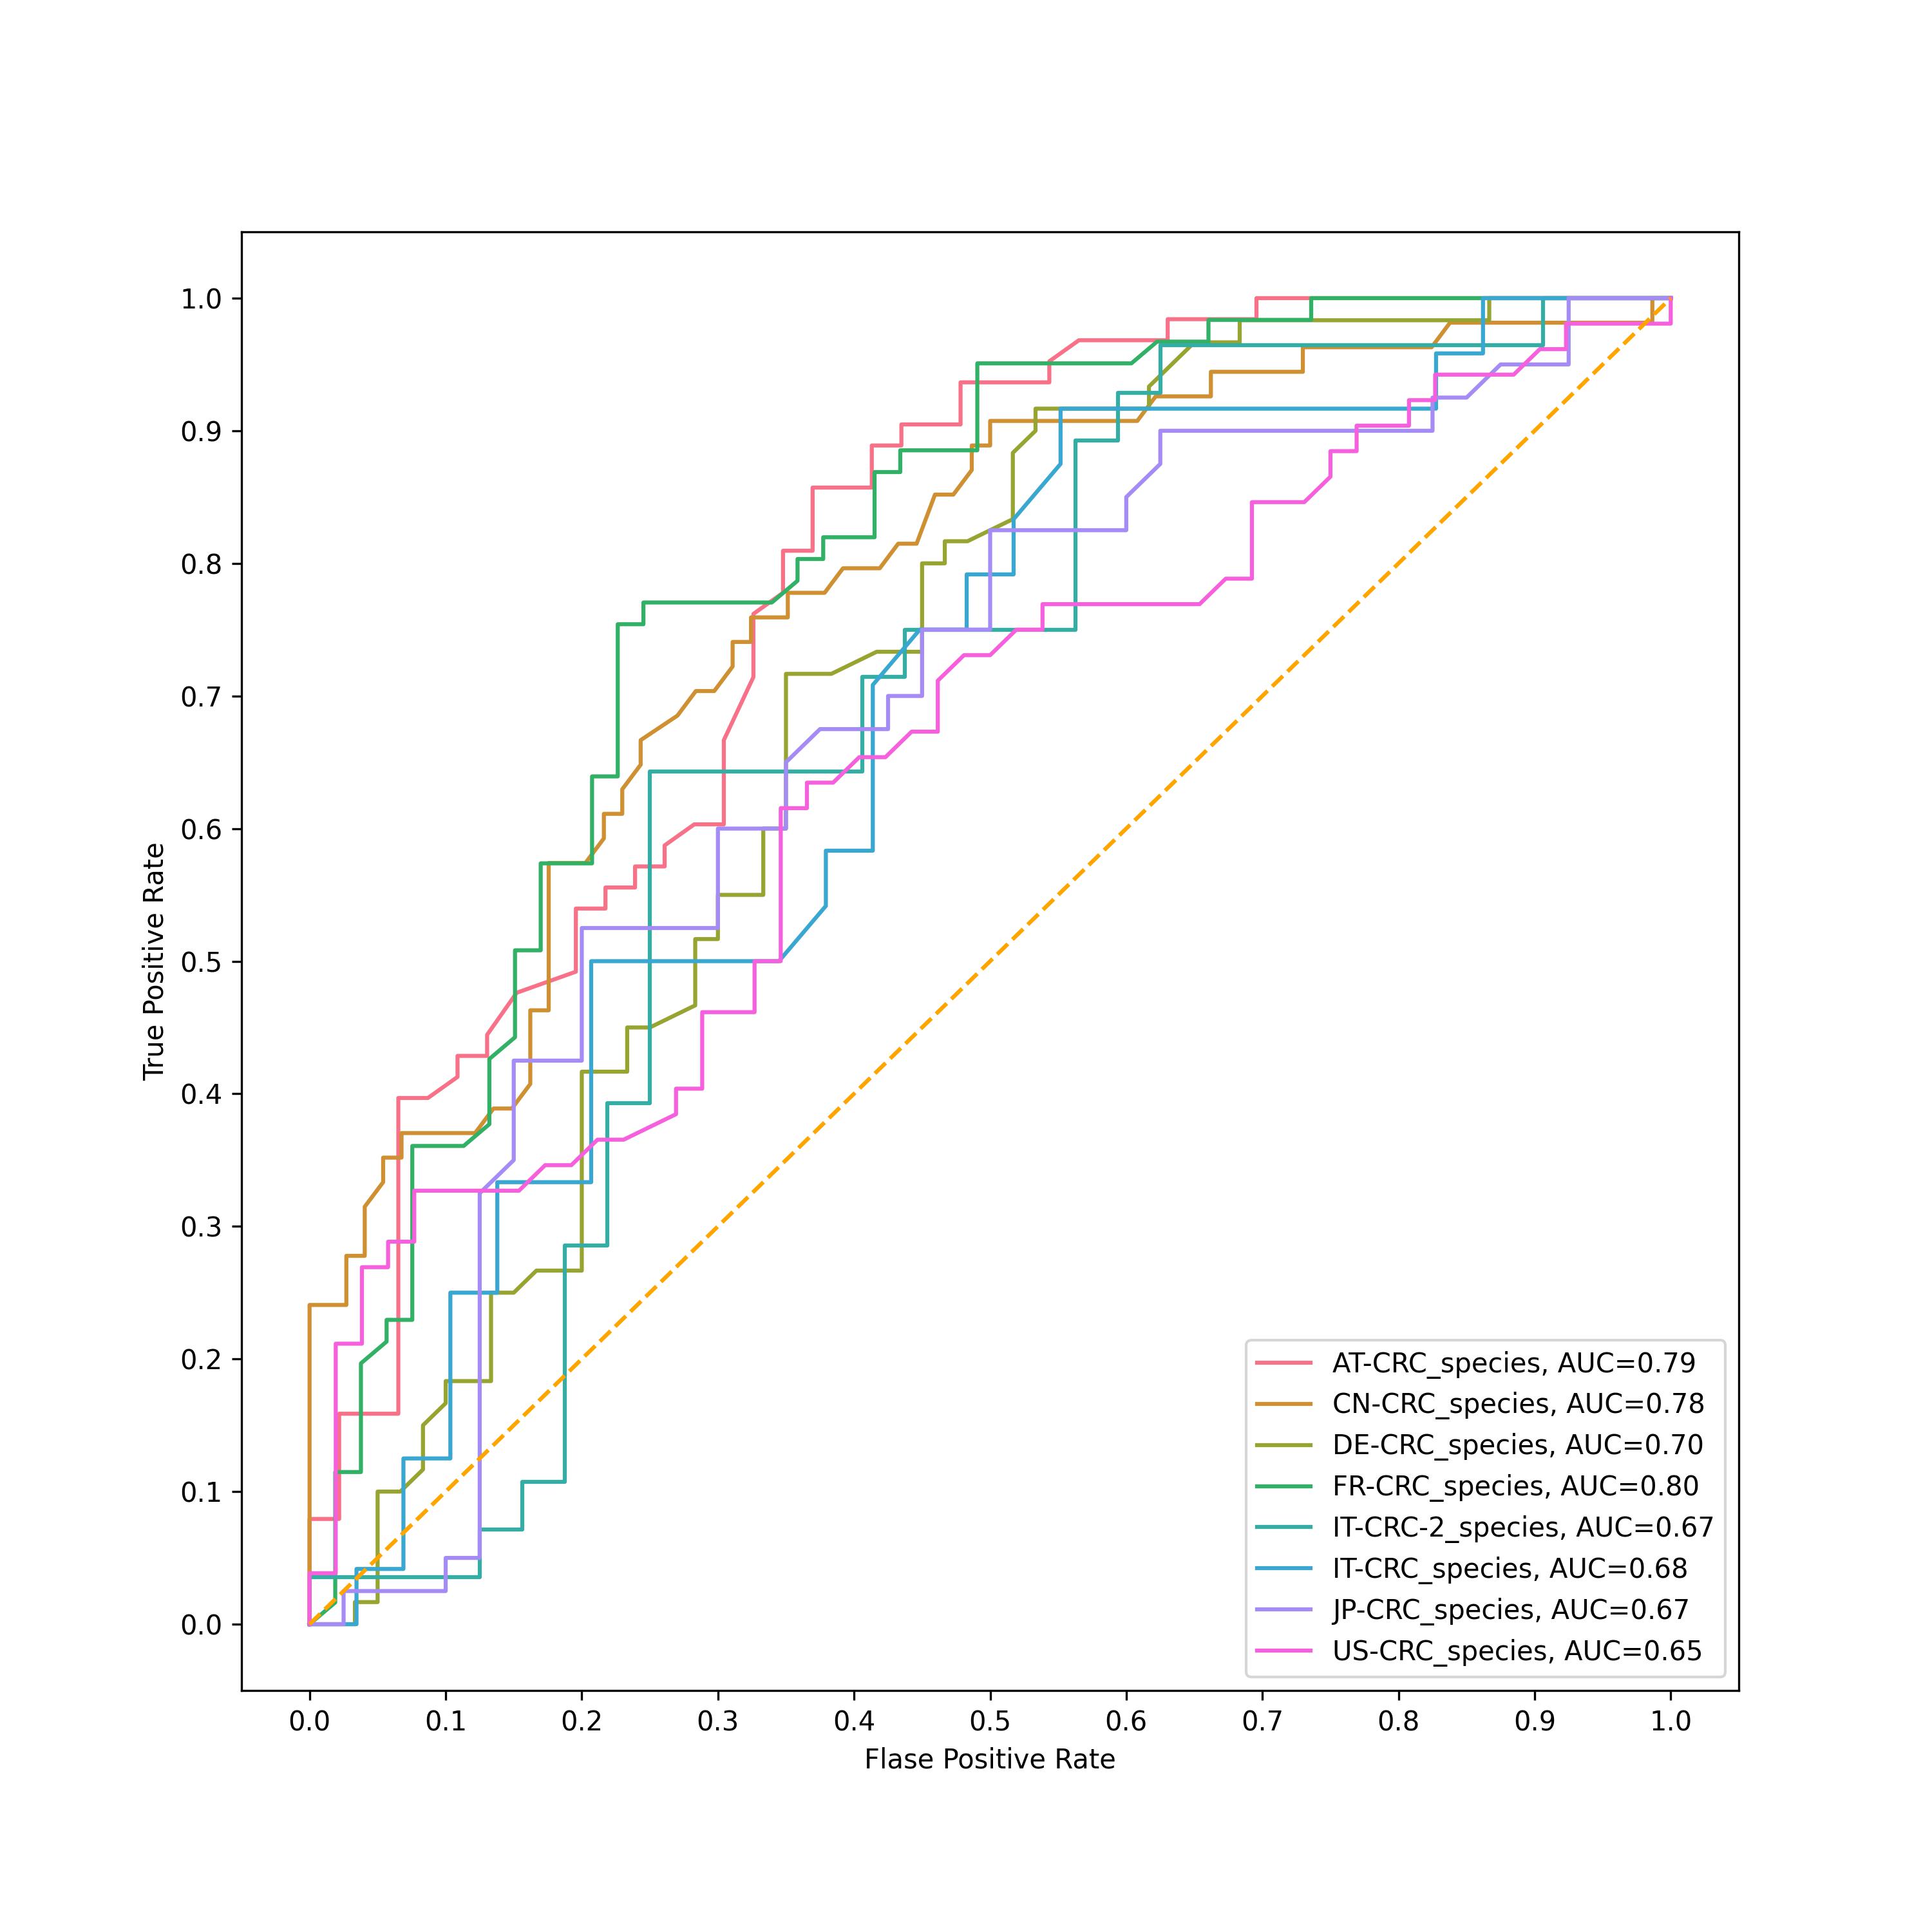 1.0
0.9
0.8
0.7
0.6
0.5
0.4
0.3
0.2
0.1
0.0
True Positive Rate
AT-CRC_species, AUC=0.79
CN-CRC_species, AUC=0.78
DE-CRC_species, AUC=0.70
FR-CRC_species, AUC=0.80
IT-CRC-2_species, AUC=0.67
IT-CRC_species, AUC=0.68
JP-CRC_species, AUC=0.67
US-CRC_species, AUC=0.65
0.0 0.1 0.2 0.3 0.4 0.5 0.6 0.7 0.8 0.9 1.0
Flase Positive Rate